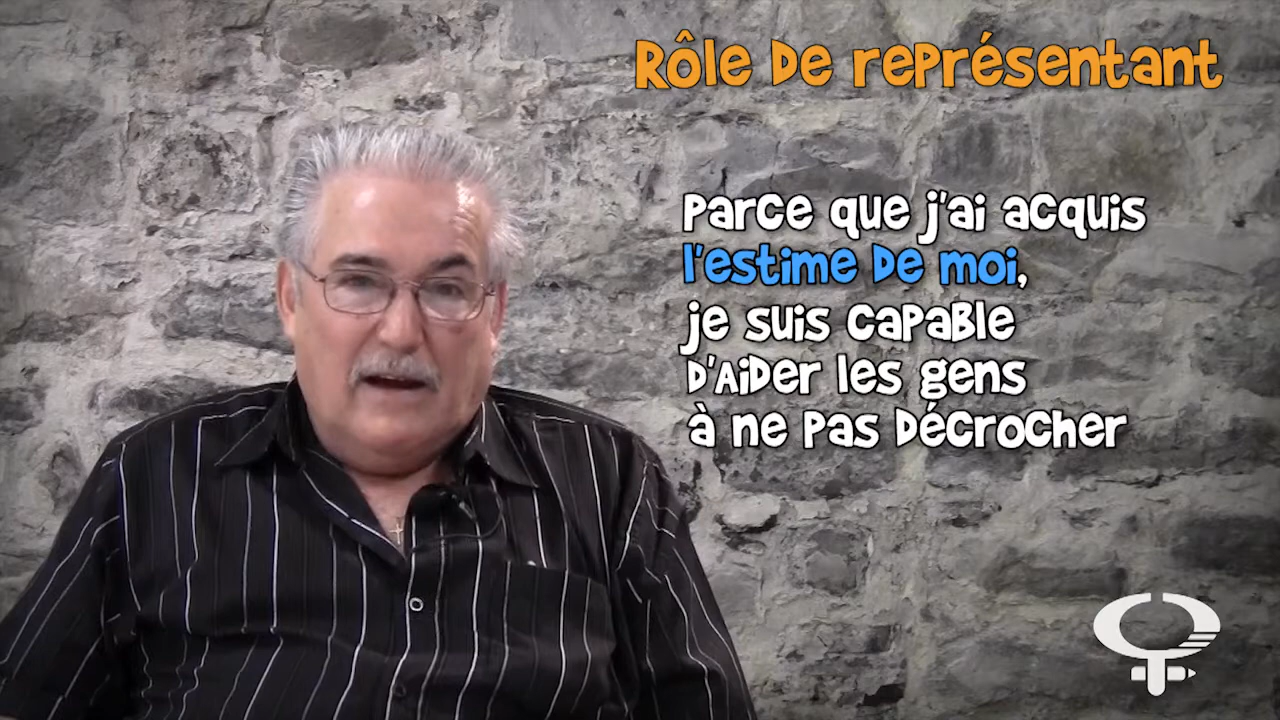 Rôle de représentant
Parce que j'ai acquis
l'estime de moi,
je suis capable
d'aider les gens
à ne pas décrocher